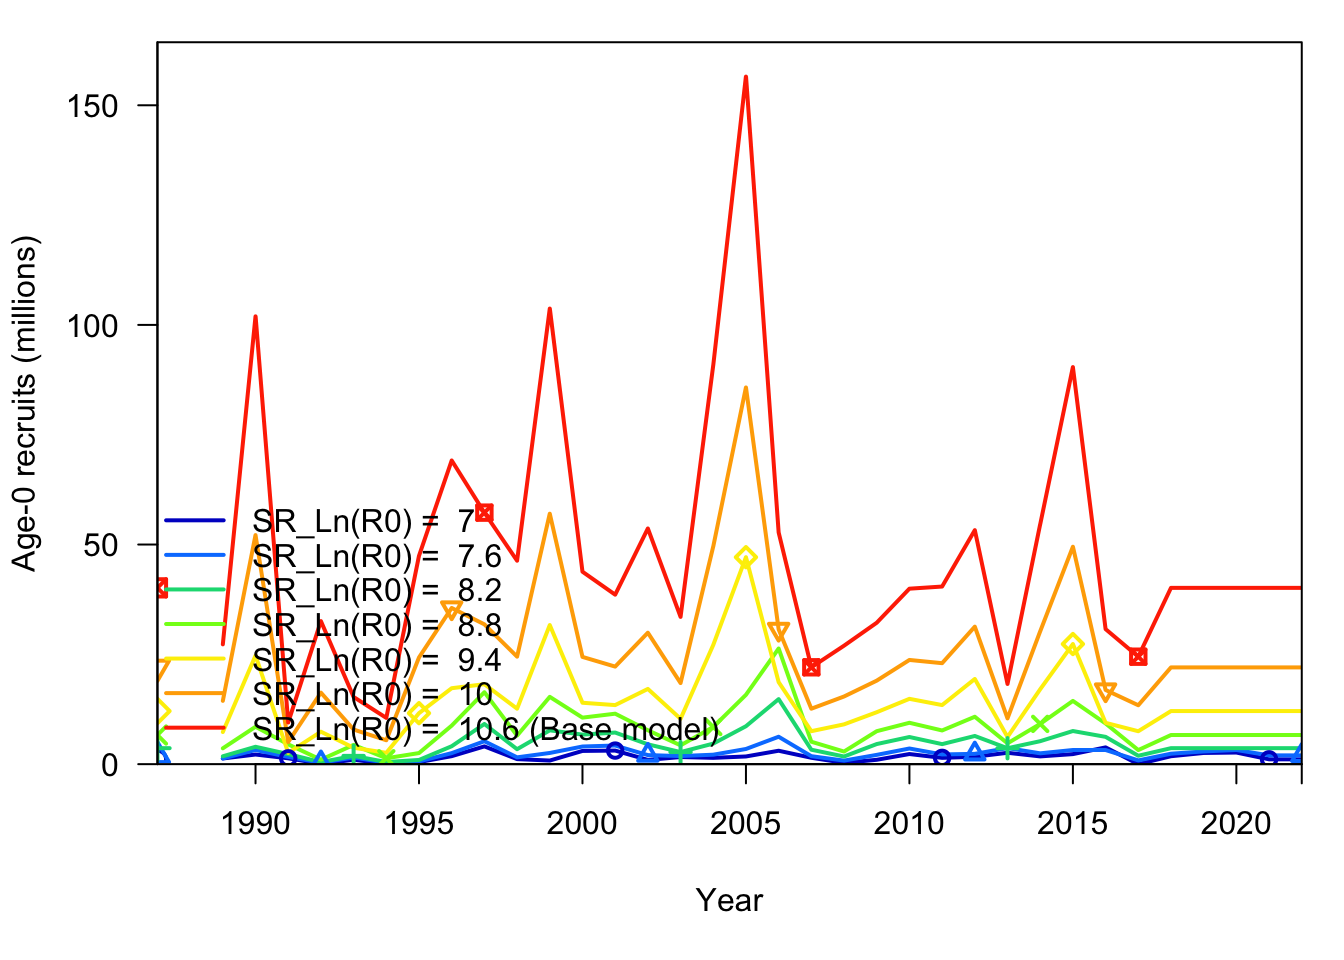 150
100
50
0
Age-0 recruits (millions)
SR_Ln(R0) = 7
SR_Ln(R0) = 7.6
SR_Ln(R0) = 8.2
SR_Ln(R0) = 8.8
SR_Ln(R0) = 9.4
SR_Ln(R0) = 10
SR_Ln(R0) = 10.6 (Base model)
1990 1995 2000 2005 2010 2015 2020
Year